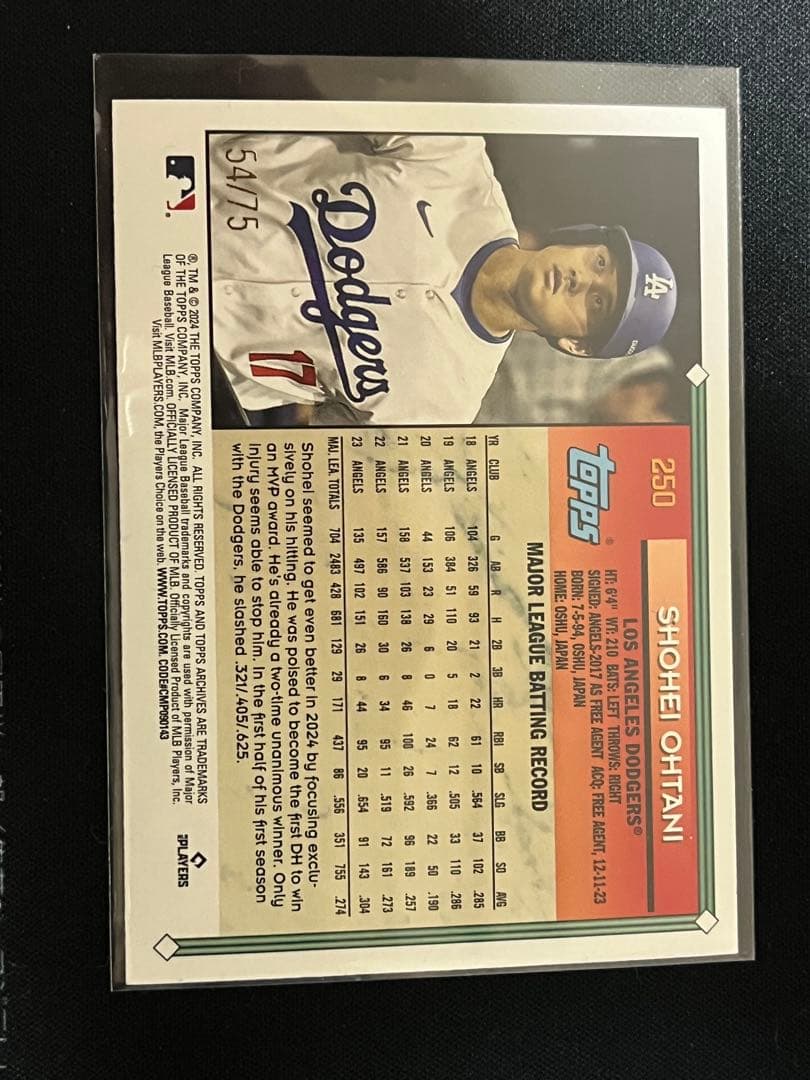 250
SHOHEI OHTANI
LOS ANGELES DODGERS®
topps®
HT: 6'4" WT: 210 BATS: LEFT THROWS: RIGHT
SIGNED: ANGELS-2017 AS FREE AGENT ACQ: FREE AGENT, 12-11-23
BORN: 7-5-94, OSHU, JAPAN
HOME: OSHU, JAPAN
MAJOR LEAGUE BATTING RECORD
YR CLUB G AB R H 2B 3B HR RBI SB SLG BB SO AVG
18 ANGELS 104 326 59 93 21 2 22 61 10 .564 37 102 .285
19 ANGELS 106 384 51 110 20 5 18 62 12 .505 33 110 .286
20 ANGELS 44 153 23 29 6 0 7 24 7 .366 22 50 .190
21 ANGELS 158 537 103 138 26 8 46 100 26 .592 96 189 .257
22 ANGELS 157 586 90 160 30 6 34 95 11 .519 72 161 .273
23 ANGELS 135 497 102 151 26 8 44 95 20 .654 91 143 .304
MAJ. LEA. TOTALS 704 2483 428 681 129 29 171 437 86 .556 351 755 .274
Shohei seemed to get even better in 2024 by focusing exclu-
sively on his hitting. He was poised to become the first DH to win
an MVP award. He's already a two-time unanimous winner. Only
injury seems able to stop him. In the first half of his first season
with the Dodgers, he slashed .321/.405/.625.
LA
Dodgers
17
54/75
®, TM & © 2024 THE TOPPS COMPANY, INC. ALL RIGHTS RESERVED. TOPPS AND TOPPS ARCHIVES ARE TRADEMARKS
OF THE TOPPS COMPANY, INC. Major League Baseball trademarks and copyrights are used with permission of Major
League Baseball. Visit MLB.com. OFFICIALLY LICENSED PRODUCT OF MLB. Officially Licensed Product of MLB Players, Inc.
Visit MLBPLAYERS.COM, the Players Choice on the web. WWW.TOPPS.COM. CODE#CMP090143
PLAYERS